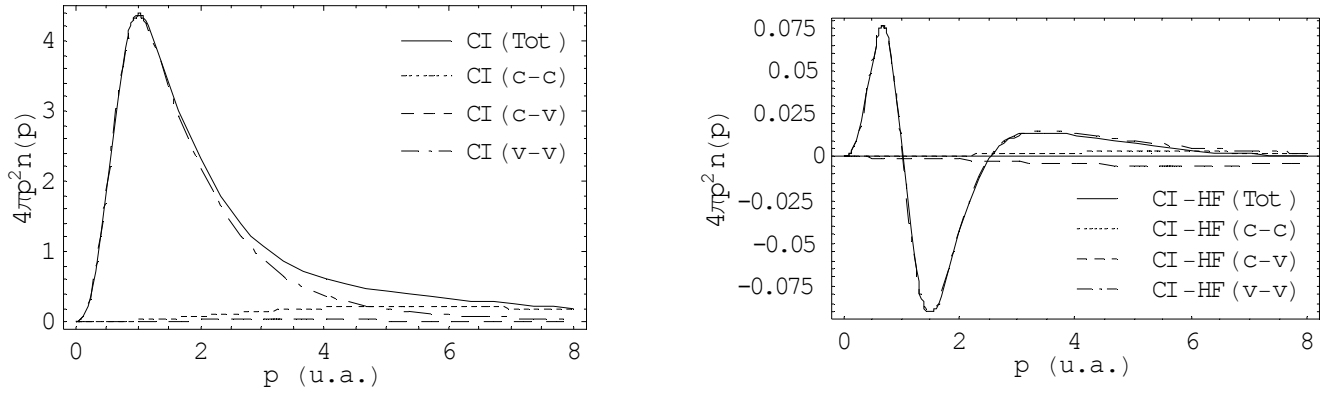 4πp²n(p)
4
3
2
1
0
CI(Tot)
CI(c-c)
CI(c-v)
CI(v-v)
0 2 4 6 8
p (u.a.)
4πp²n(p)
0.075
0.05
0.025
0
-0.025
-0.05
-0.075
CI-HF(Tot)
CI-HF(c-c)
CI-HF(c-v)
CI-HF(v-v)
0 2 4 6 8
p (u.a.)